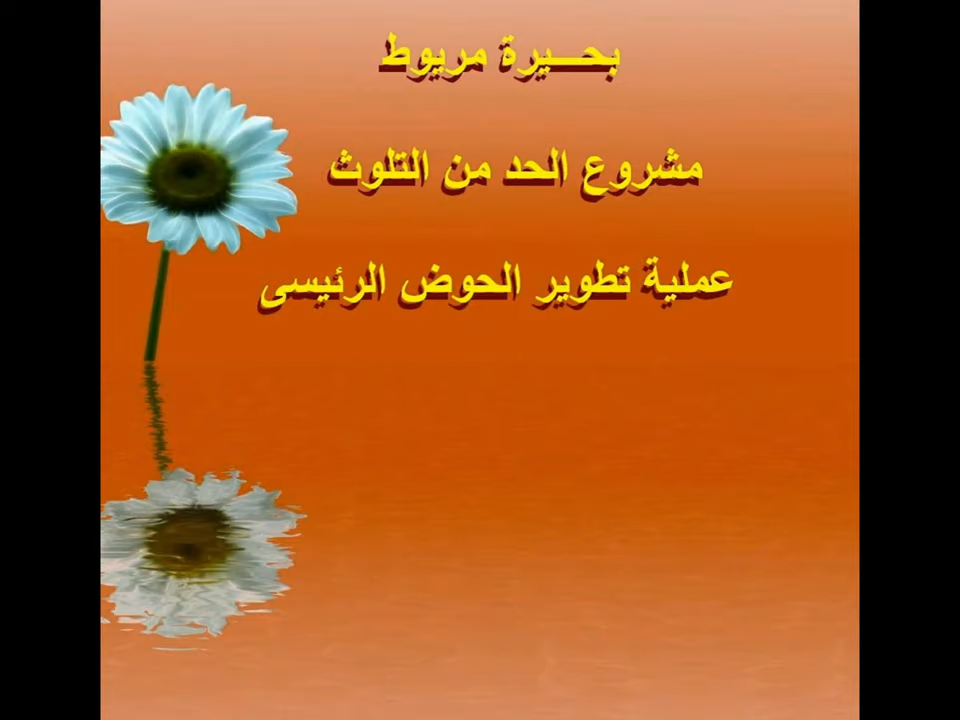 بحـــيرة مريوط
مشروع الحد من التلوث
عملية تطوير الحوض الرئيسى